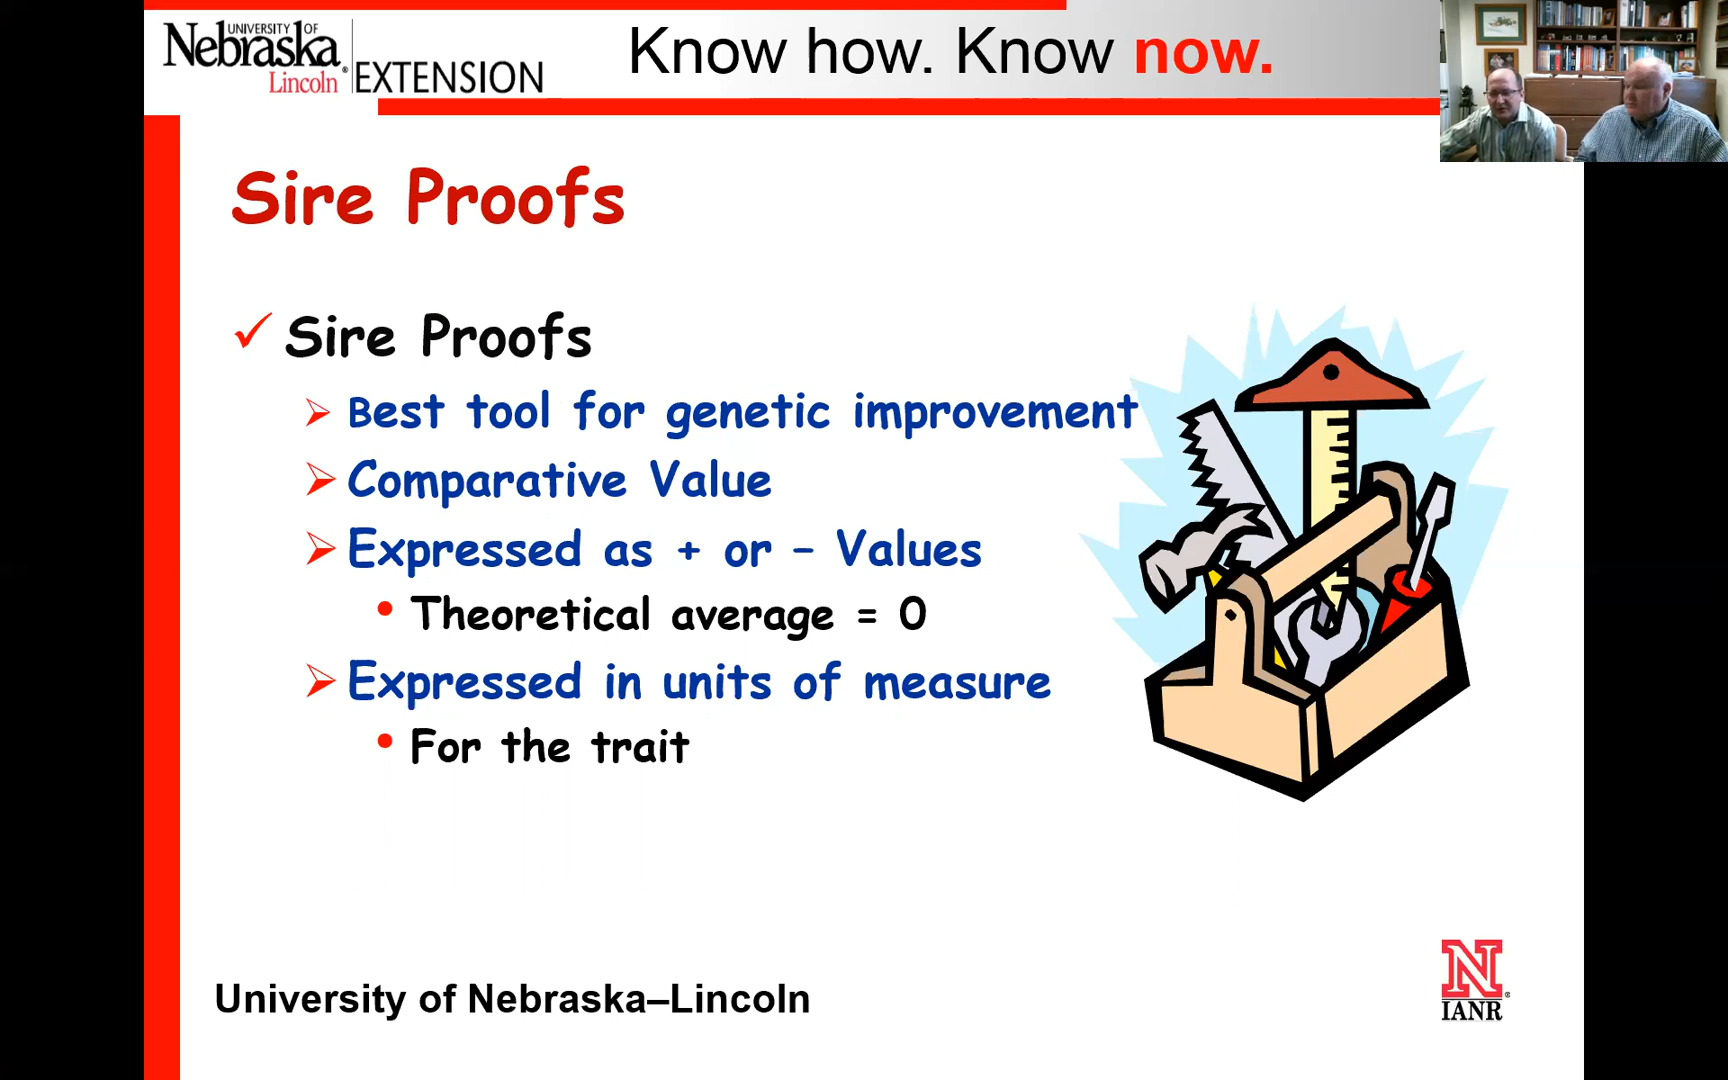 UNIVERSITY OF
Nebraska
Lincoln®
EXTENSION
Know how. Know now.
Sire Proofs
✓ Sire Proofs
➢ Best tool for genetic improvement
➢ Comparative Value
➢ Expressed as + or – Values
• Theoretical average = 0
➢ Expressed in units of measure
• For the trait
University of Nebraska–Lincoln
N
IANR®